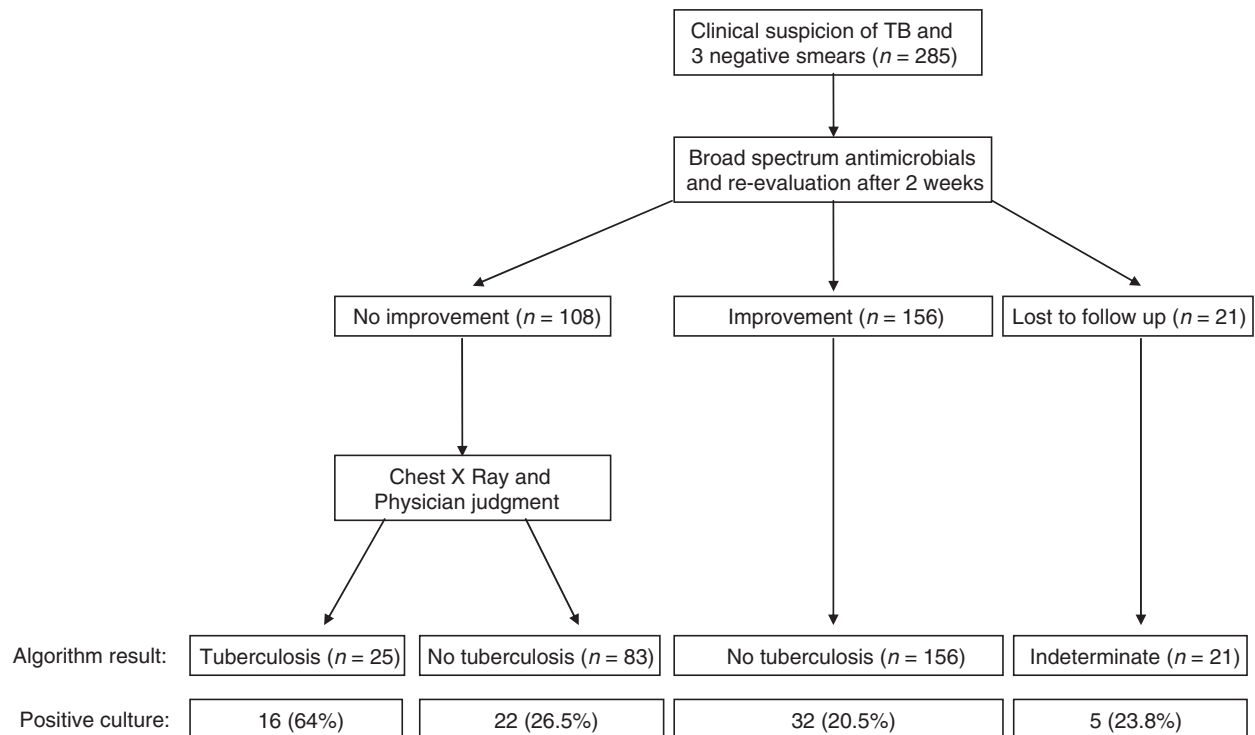 Clinical suspicion of TB and
3 negative smears (n = 285)
Broad spectrum antimicrobials
and re-evaluation after 2 weeks
No improvement (n = 108)
Improvement (n = 156)
Lost to follow up (n = 21)
Chest X Ray and
Physician judgment
Algorithm result:
Tuberculosis (n = 25)
No tuberculosis (n = 83)
No tuberculosis (n = 156)
Indeterminate (n = 21)
Positive culture:
16 (64%)
22 (26.5%)
32 (20.5%)
5 (23.8%)